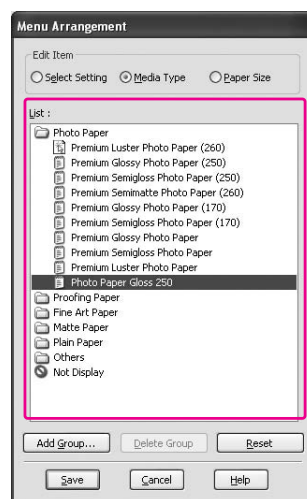 Menu Arrangement
Edit Item
Select Setting Media Type Paper Size
List :
Photo Paper
Premium Luster Photo Paper (260)
Premium Glossy Photo Paper (250)
Premium Semigloss Photo Paper (250)
Premium Semimatte Photo Paper (260)
Premium Glossy Photo Paper (170)
Premium Semigloss Photo Paper (170)
Premium Glossy Photo Paper
Premium Semigloss Photo Paper
Premium Luster Photo Paper
Photo Paper Gloss 250
Proofing Paper
Fine Art Paper
Matte Paper
Plain Paper
Others
Not Display
Add Group... Delete Group Reset
Save Cancel Help